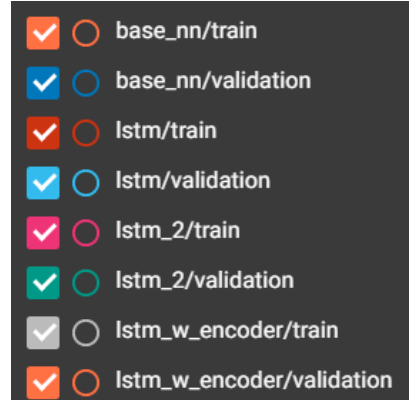 base_nn/train
base_nn/validation
lstm/train
lstm/validation
lstm_2/train
lstm_2/validation
lstm_w_encoder/train
lstm_w_encoder/validation